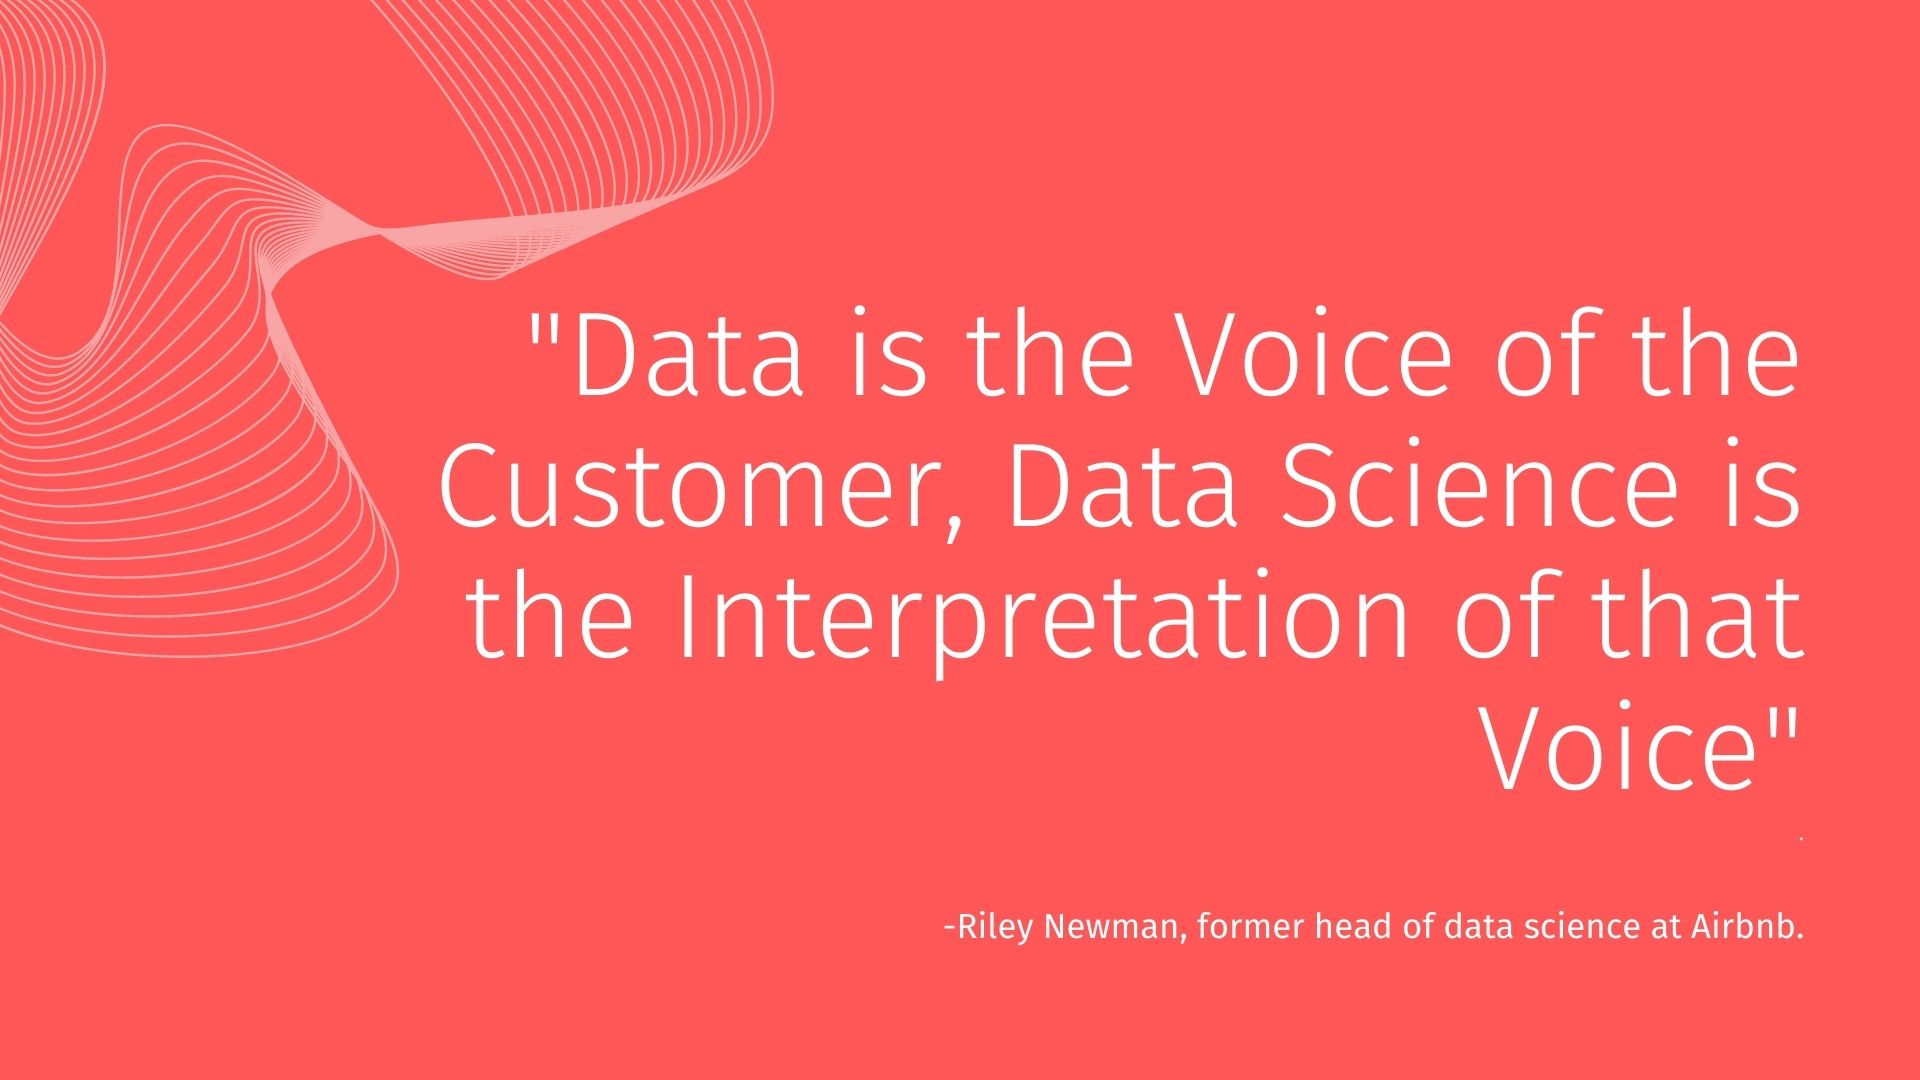 "Data is the Voice of the
Customer, Data Science is
the Interpretation of that
Voice"
.
-Riley Newman, former head of data science at Airbnb.